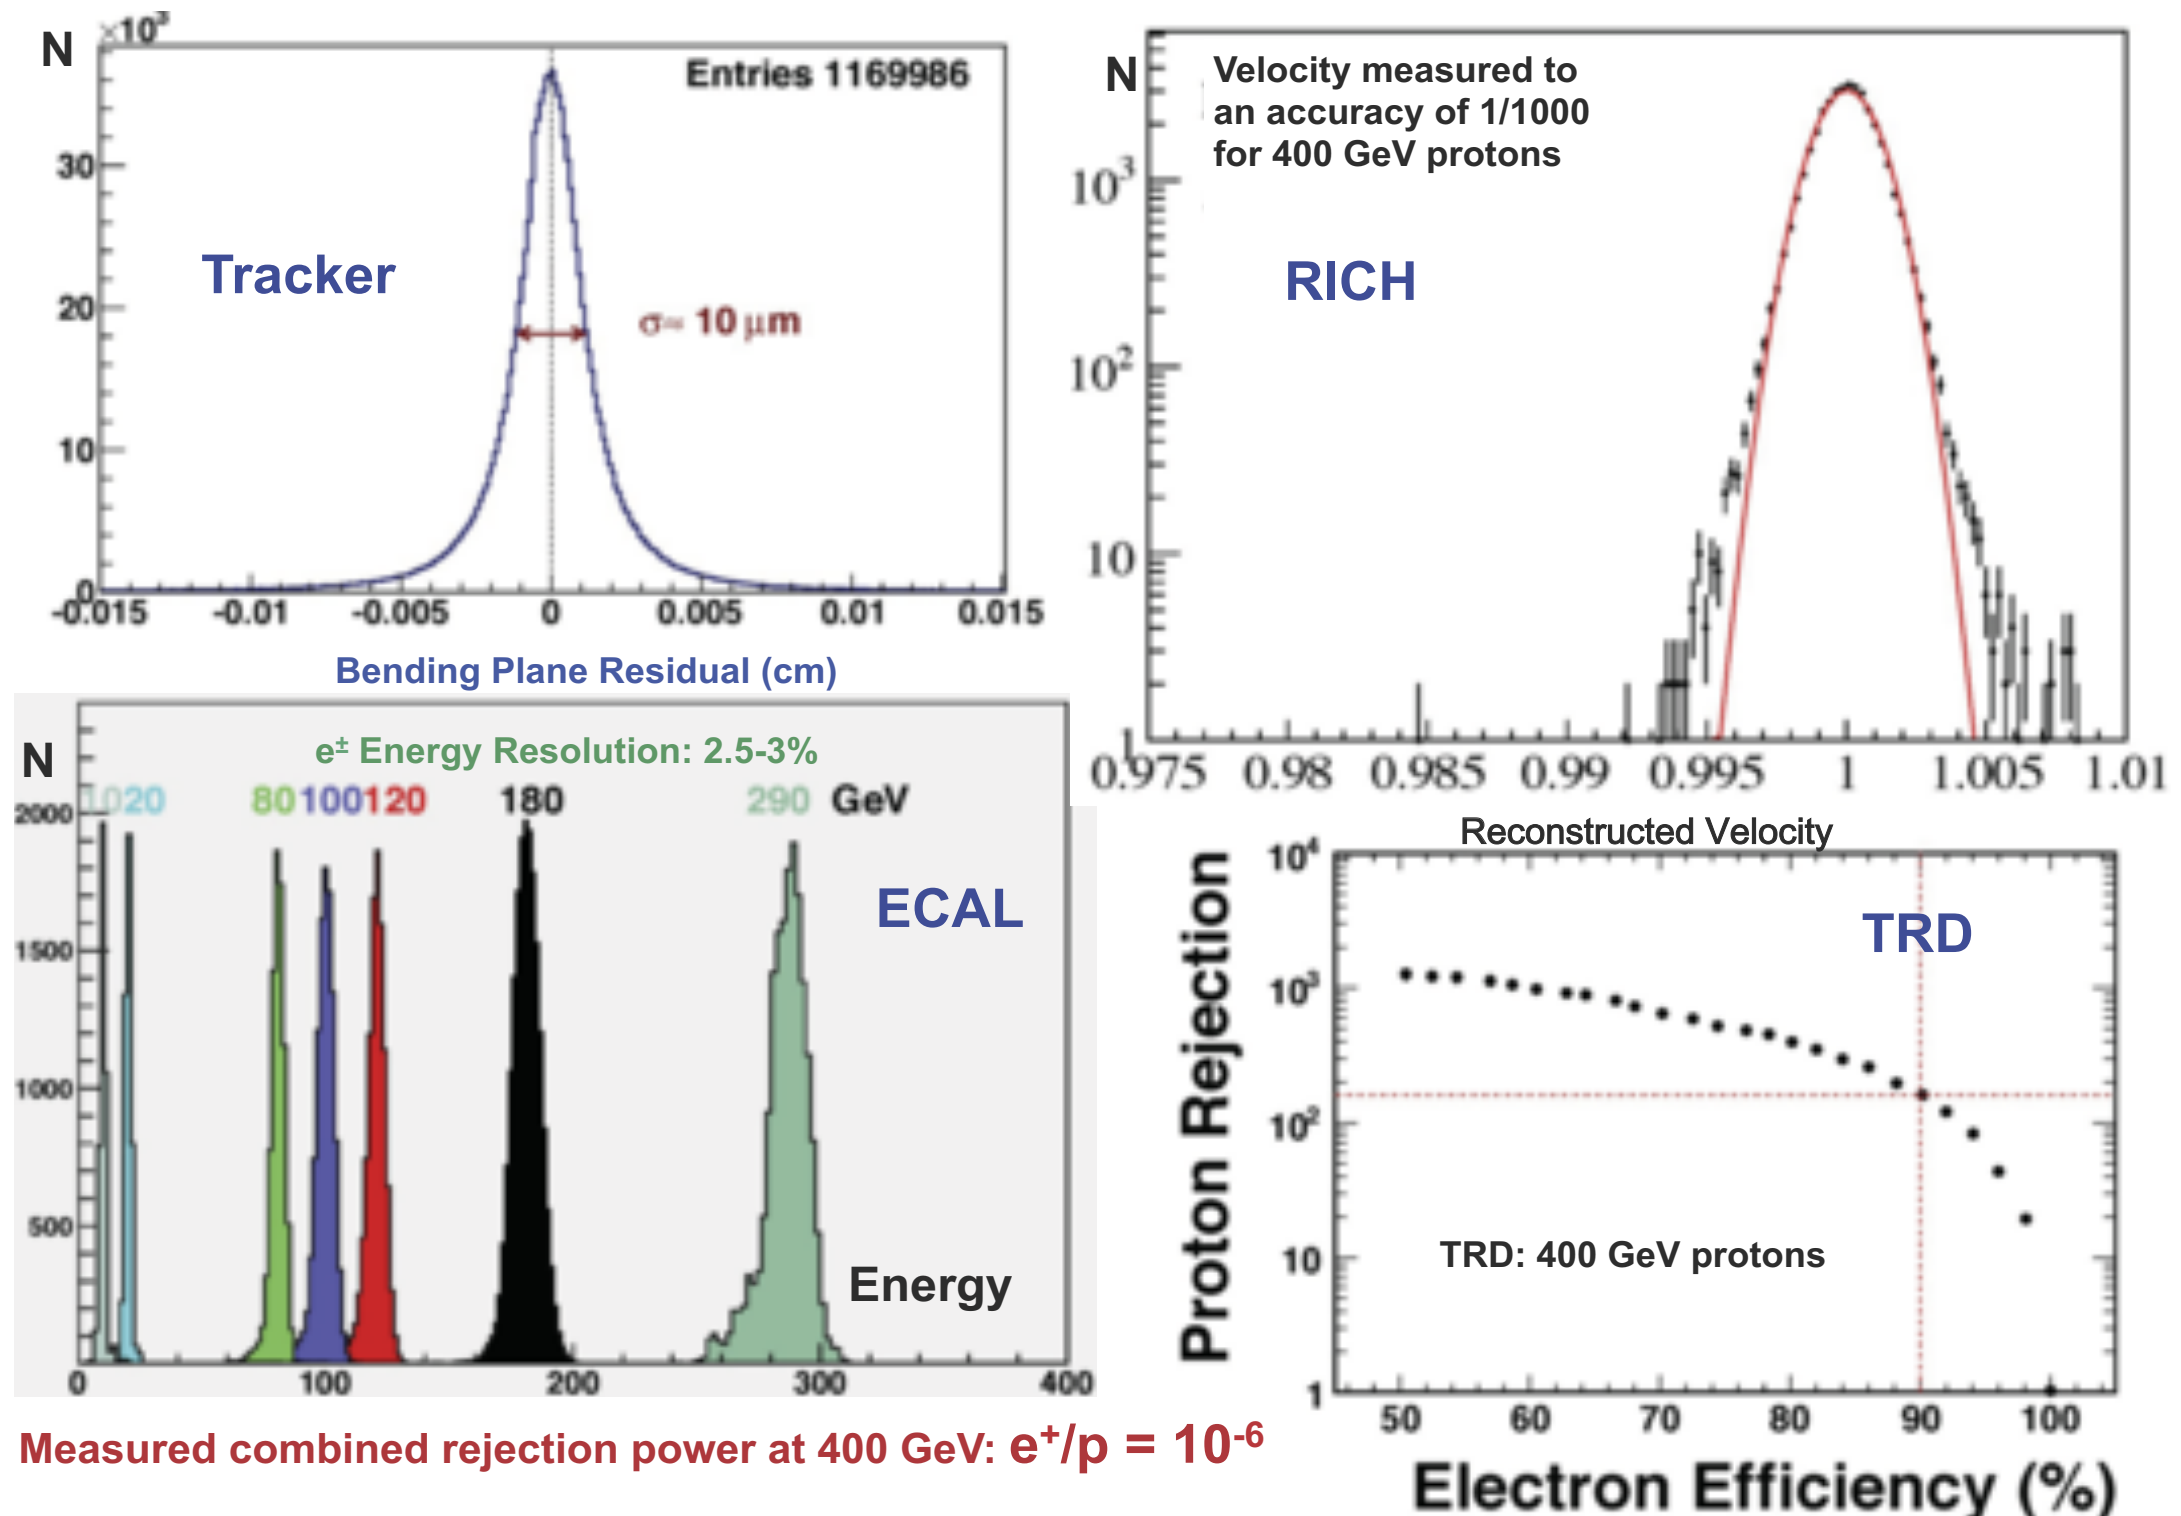 N
×10³
Entries 1169986
30
20
10
0
Tracker
σ≈ 10 μm
-0.015 -0.01 -0.005 0 0.005 0.01 0.015
Bending Plane Residual (cm)
N
Velocity measured to
an accuracy of 1/1000
for 400 GeV protons
RICH
10³
10²
10
1
0.975 0.98 0.985 0.99 0.995 1 1.005 1.01
Reconstructed Velocity
N
e± Energy Resolution: 2.5-3%
10 20 80 100 120 180 290 GeV
2000
1500
1000
500
ECAL
Energy
0 100 200 300 400
Proton Rejection
10⁴
10³
10²
10
1
TRD
TRD: 400 GeV protons
50 60 70 80 90 100
Electron Efficiency (%)
Measured combined rejection power at 400 GeV: e⁺/p = 10⁻⁶